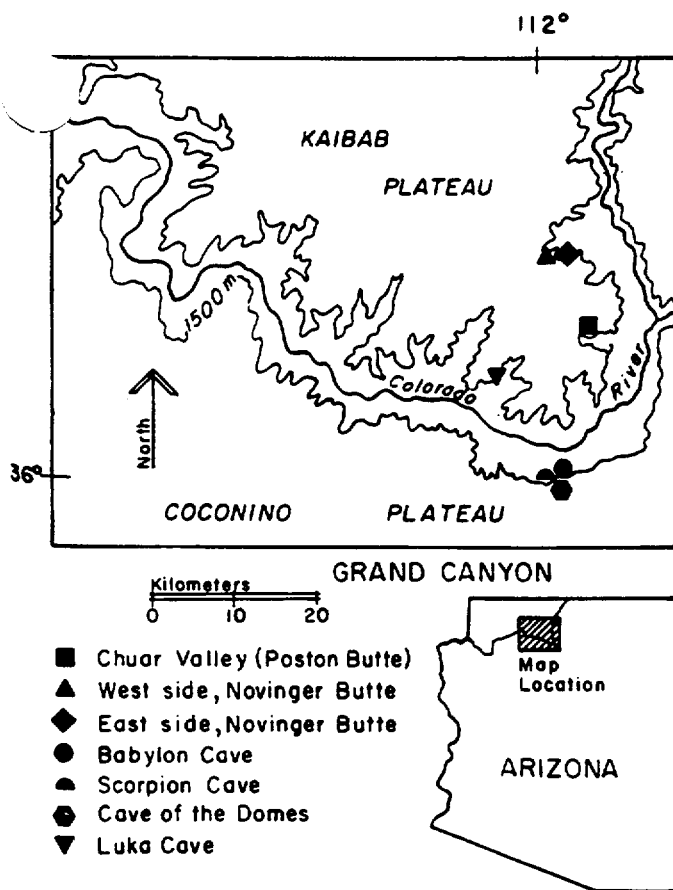 112°
KAIBAB
PLATEAU
1500 m
Colorado
River
North
36°
COCONINO PLATEAU
GRAND CANYON
Kilometers
0 10 20
Chuar Valley (Poston Butte)
West side, Novinger Butte
East side, Novinger Butte
Babylon Cave
Scorpion Cave
Cave of the Domes
Luka Cave
Map
Location
ARIZONA